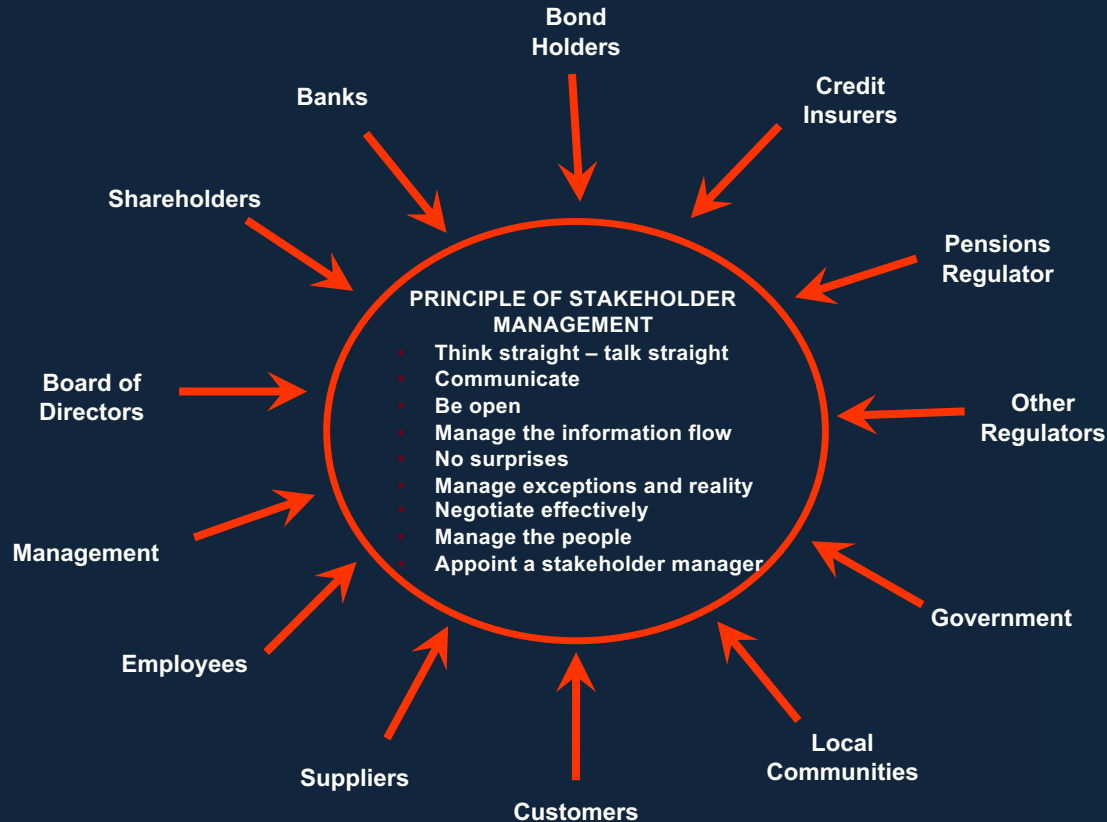 Bond
Holders
Banks
Credit
Insurers
Shareholders
Pensions
Regulator
PRINCIPLE OF STAKEHOLDER
MANAGEMENT
Think straight – talk straight
Communicate
Be open
Manage the information flow
No surprises
Manage exceptions and reality
Negotiate effectively
Manage the people
Appoint a stakeholder manager
Board of
Directors
Other
Regulators
Management
Government
Employees
Local
Communities
Suppliers
Customers